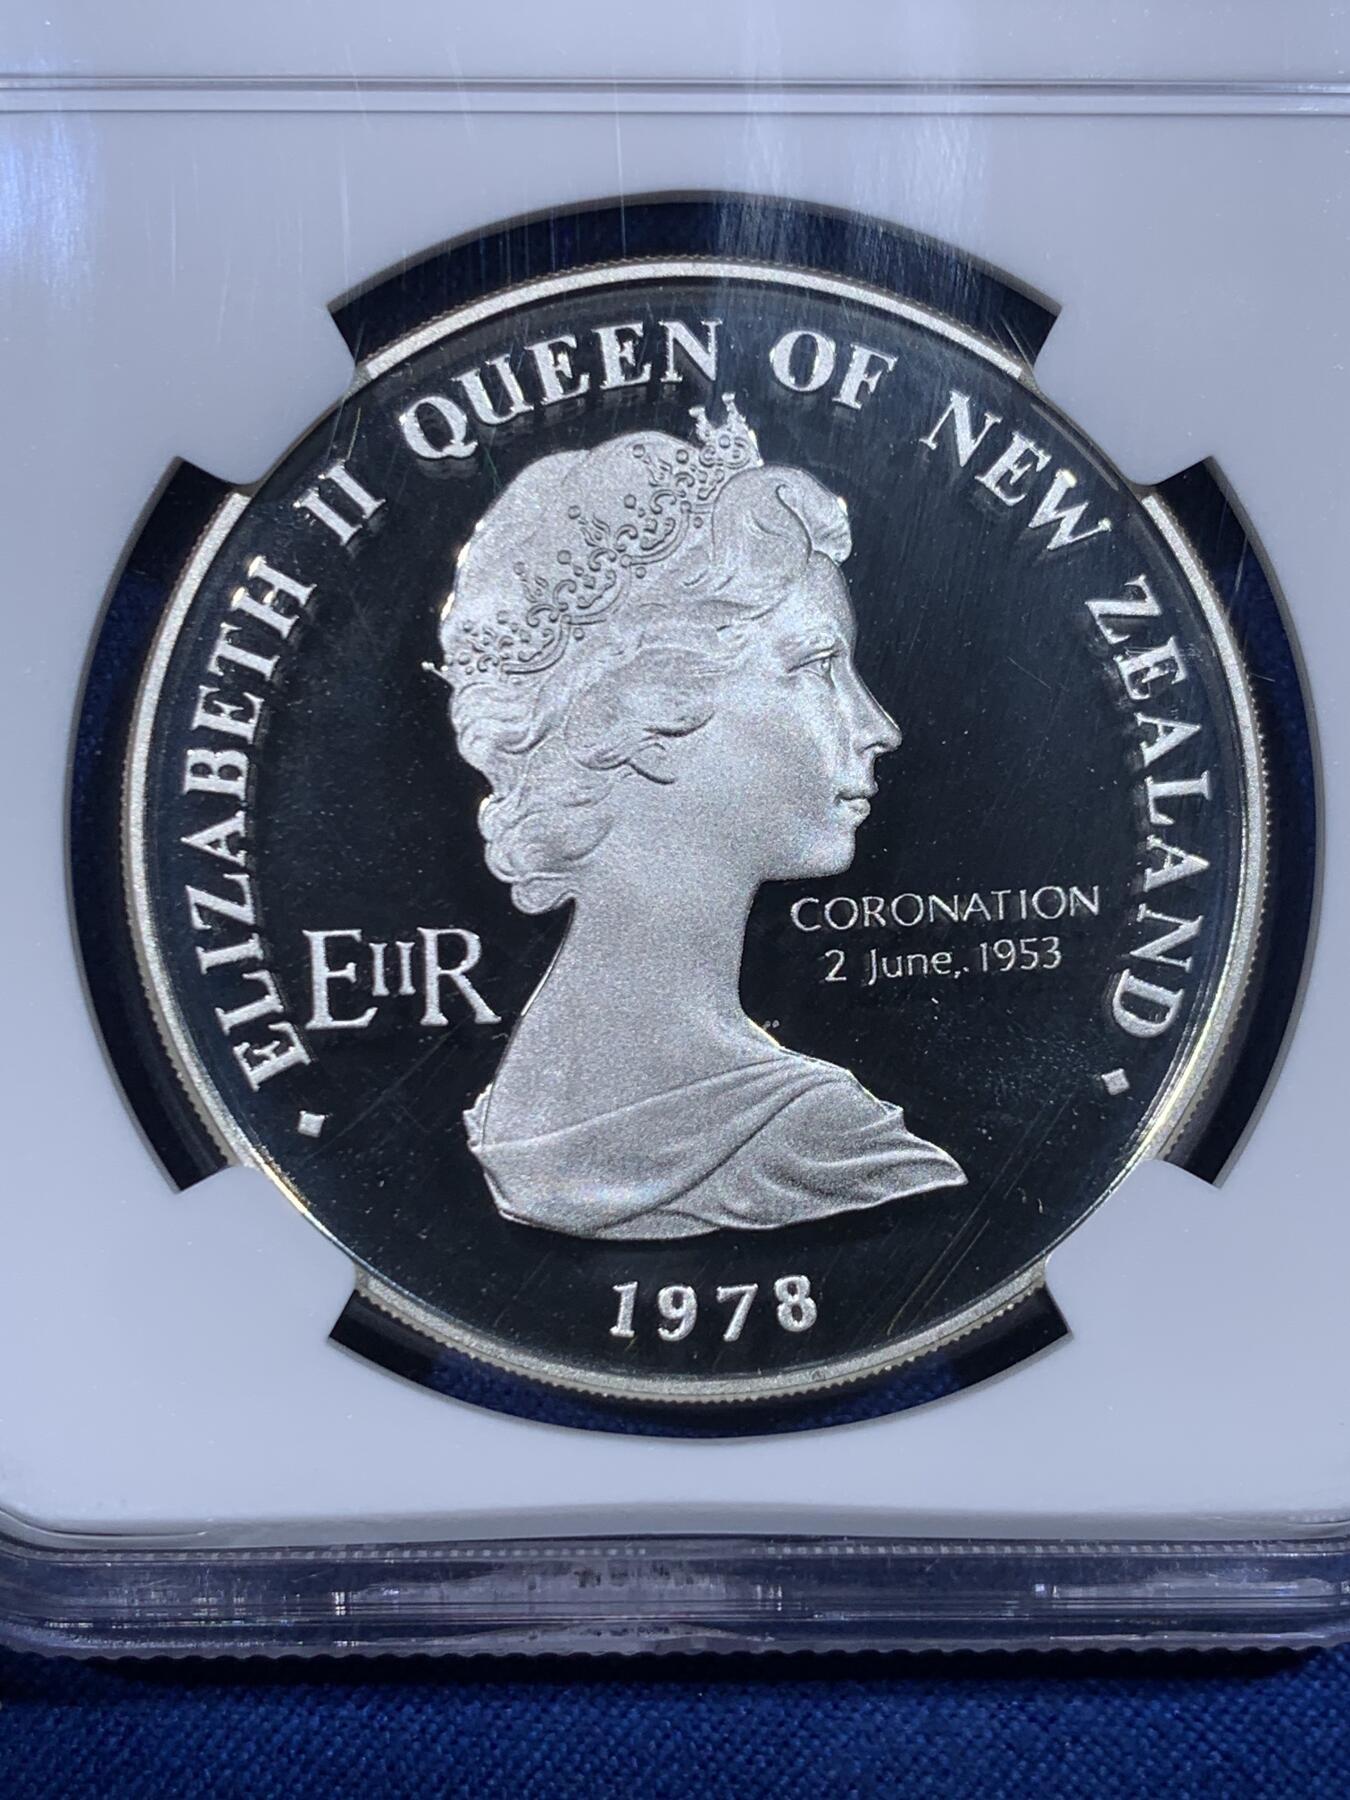 ELIZABETH II QUEEN OF NEW ZEALAND
EIIR
CORONATION
2 June, 1953
1978